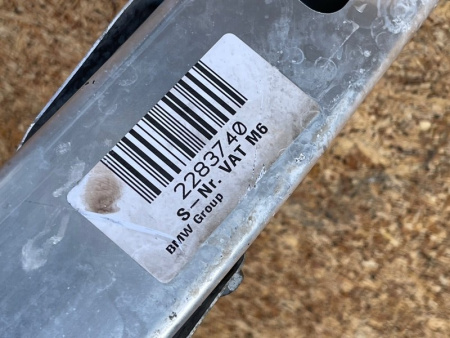 2283740
S-Nr. VAT M6
BMW Group